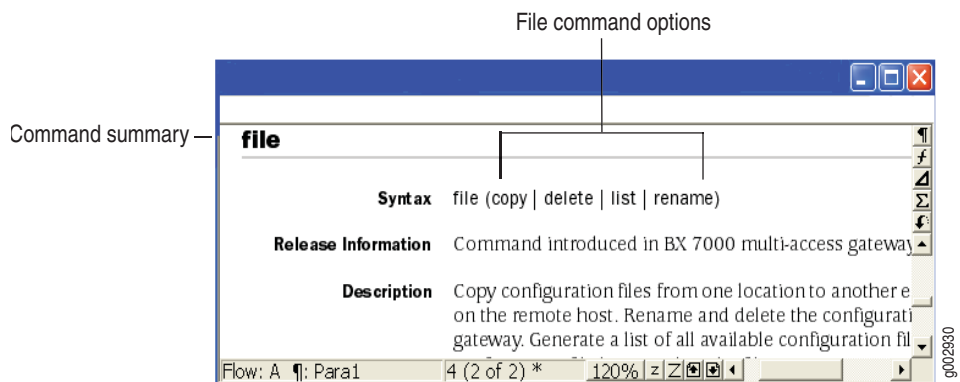 File command options
Command summary
file
Syntax file (copy | delete | list | rename)
Release Information Command introduced in BX 7000 multi-access gateway
Description Copy configuration files from one location to another e
on the remote host. Rename and delete the configurati
gateway. Generate a list of all available configuration fil
Flow: A ¶: Para1 4 (2 of 2) * 120% z Z
g002930